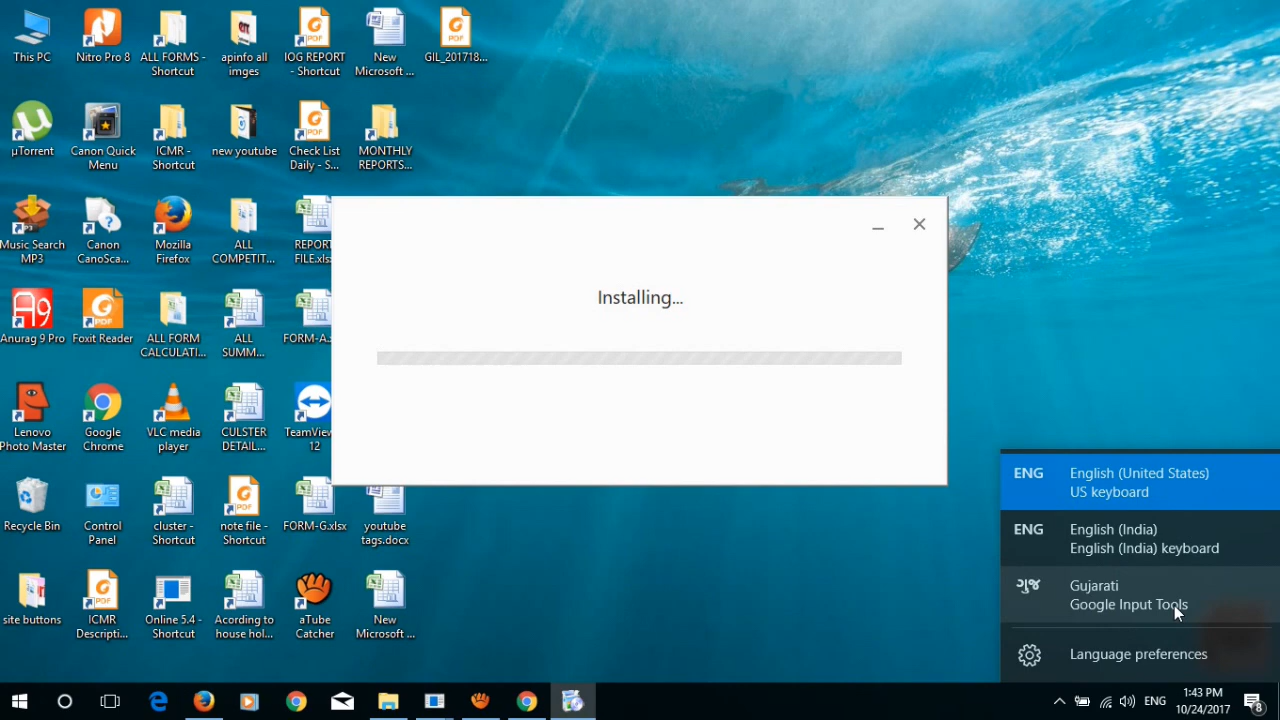 This PC
Nitro Pro 8
ALL FORMS -
Shortcut
apinfo all
imges
IOG REPORT
- Shortcut
New
Microsoft ...
GIL_201718...
µTorrent
Canon Quick
Menu
ICMR -
Shortcut
new youtube
Check List
Daily - S...
MONTHLY
REPORTS...
Music Search
MP3
Canon
CanoSca...
Mozilla
Firefox
ALL
COMPETIT...
REPORT
FILE.xlsx
Anurag 9 Pro
Foxit Reader
ALL FORM
CALCULATI...
ALL
SUMM...
FORM-A.x
Lenovo
Photo Master
Google
Chrome
VLC media
player
CULSTER
DETAIL...
TeamView
12
Recycle Bin
Control
Panel
cluster -
Shortcut
note file -
Shortcut
FORM-G.xlsx
youtube
tags.docx
site buttons
ICMR
Descripti...
Online 5.4 -
Shortcut
Acording to
house hol...
aTube
Catcher
New
Microsoft ...
Installing...
ENG English (United States)
US keyboard
ENG English (India)
English (India) keyboard
ગુજ Gujarati
Google Input Tools
Language preferences
ENG
1:43 PM
10/24/2017
8